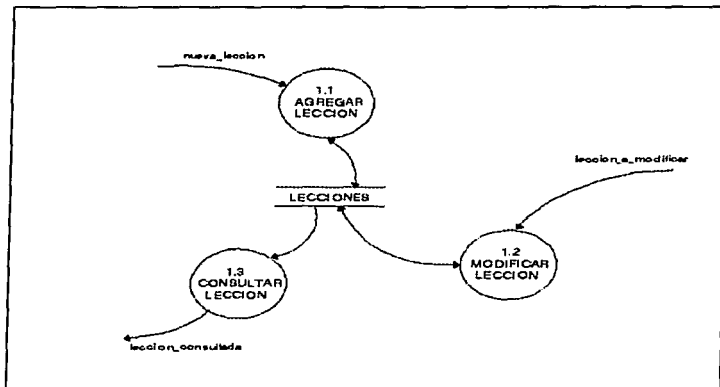 nueva_leccion
1.1
AGREGAR
LECCION
leccion_a_modificar
LECCIONES
1.2
MODIFICAR
LECCION
1.3
CONSULTAR
LECCION
leccion_consultada